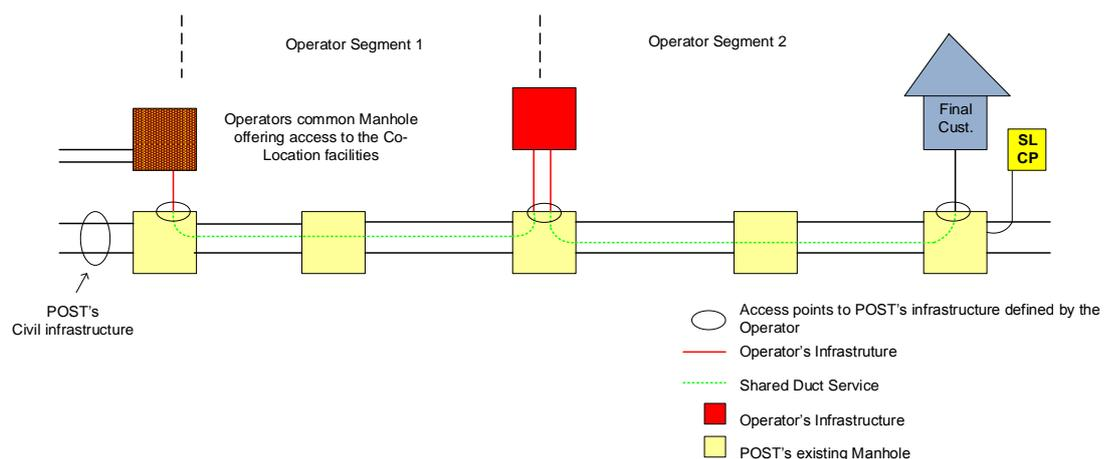 Operator Segment 1
Operator Segment 2
Operators common Manhole
offering access to the Co-
Location facilities
Final
Cust.
SL
CP
POST's
Civil infrastructure
Access points to POST's infrastructure defined by the
Operator
Operator's Infrastruture
Shared Duct Service
Operator's Infrastructure
POST's existing Manhole